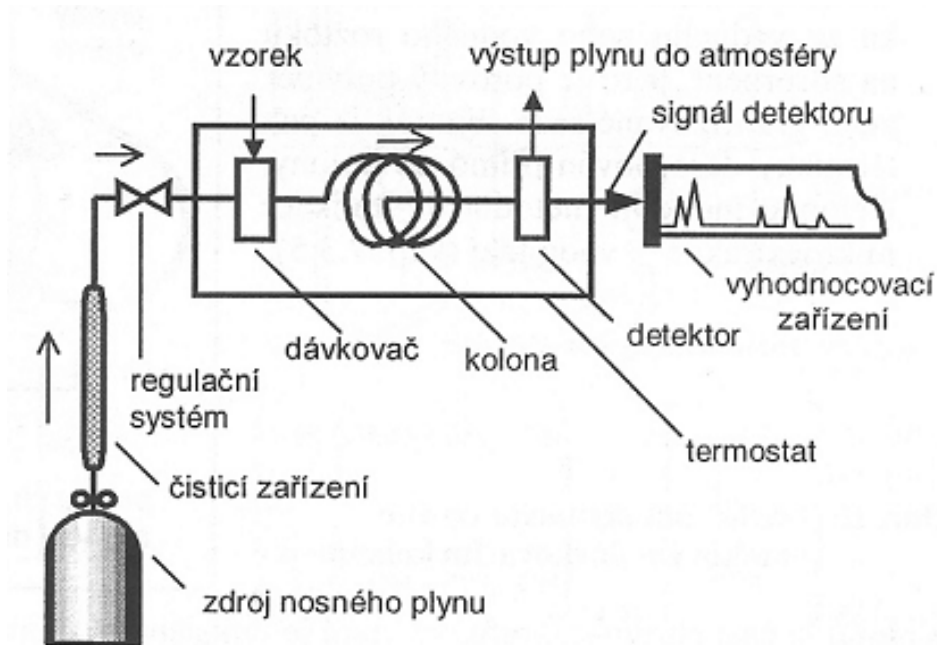 vzorek
výstup plynu do atmosféry
signál detektoru
vyhodnocovací
zařízení
detektor
dávkovač
kolona
regulační
systém
termostat
čisticí zařízení
zdroj nosného plynu